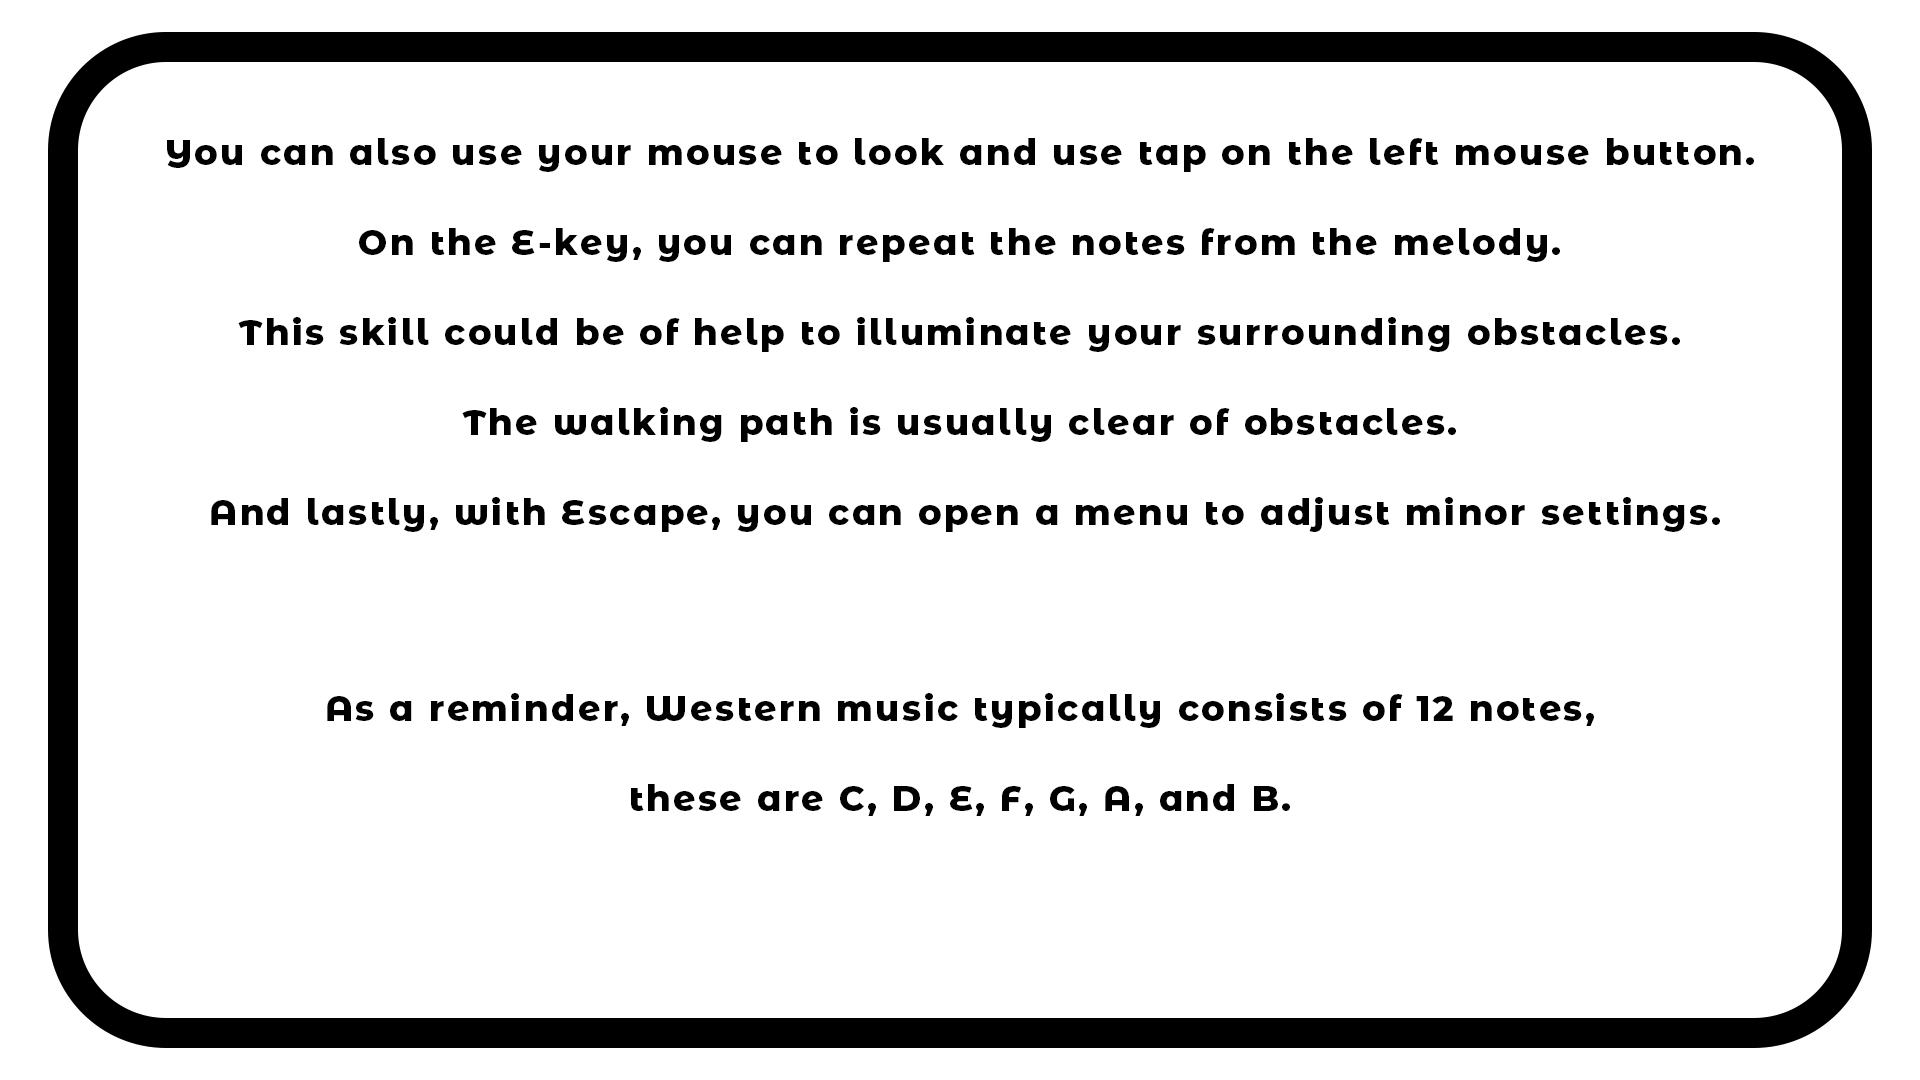 You can also use your mouse to look and use tap on the left mouse button.
On the E-key, you can repeat the notes from the melody.
This skill could be of help to illuminate your surrounding obstacles.
The walking path is usually clear of obstacles.
And lastly, with Escape, you can open a menu to adjust minor settings.
As a reminder, Western music typically consists of 12 notes,
these are C, D, E, F, G, A, and B.